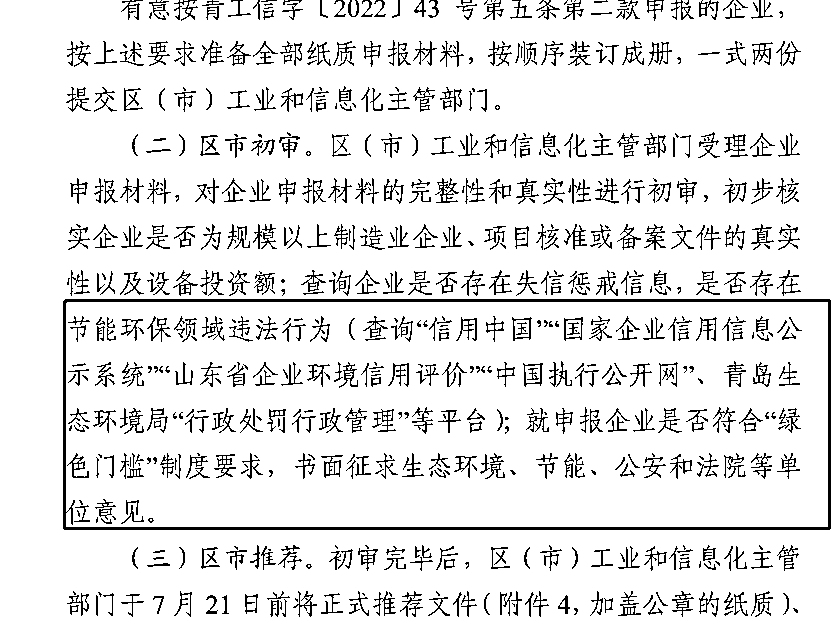 有意按青工信字〔2022〕43 号第五条第二款申报的企业，
按上述要求准备全部纸质申报材料，按顺序装订成册，一式两份
提交区（市）工业和信息化主管部门。
（二）区市初审。区（市）工业和信息化主管部门受理企业
申报材料，对企业申报材料的完整性和真实性进行初审，初步核
实企业是否为规模以上制造业企业、项目核准或备案文件的真实
性以及设备投资额；查询企业是否存在失信惩戒信息，是否存在
节能环保领域违法行为（查询“信用中国”“国家企业信用信息公
示系统”“山东省企业环境信用评价”“中国执行公开网”、青岛生
态环境局“行政处罚行政管理”等平台）；就申报企业是否符合“绿
色门槛”制度要求，书面征求生态环境、节能、公安和法院等单
位意见。
（三）区市推荐。初审完毕后，区（市）工业和信息化主管
部门于 7 月 21 日前将正式推荐文件（附件 4，加盖公章的纸质）、